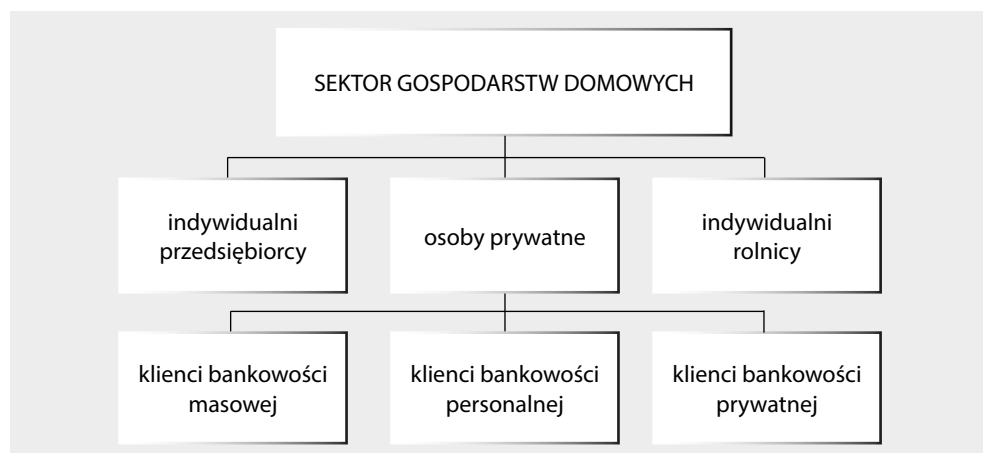 SEKTOR GOSPODARSTW DOMOWYCH
indywidualni
przedsiębiorcy
osoby prywatne
indywidualni
rolnicy
klienci bankowości
masowej
klienci bankowości
personalnej
klienci bankowości
prywatnej